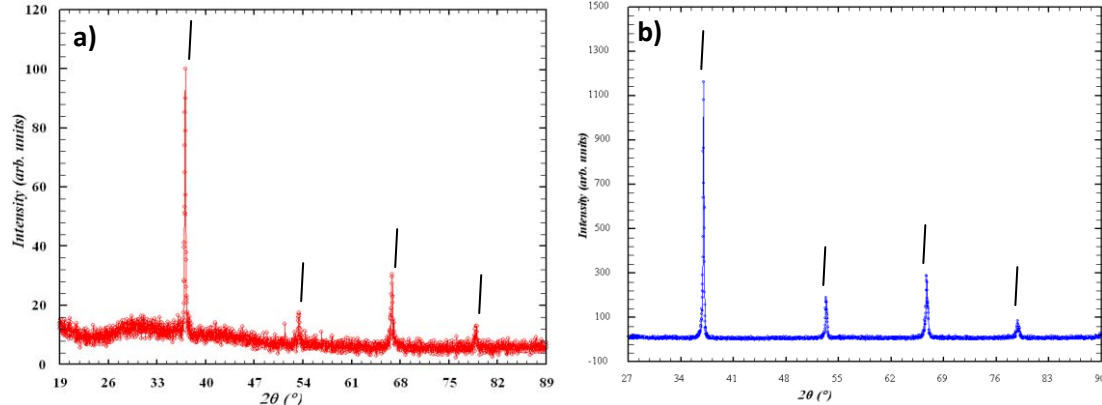 a)
120
100
80
60
40
20
0
Intensity (arb. units)
19 26 33 40 47 54 61 68 75 82 89
2θ (°)
b)
1500
1300
1100
900
700
500
300
100
-100
Intensity (arb. units)
27 34 41 48 55 62 69 76 83 90
2θ (°)